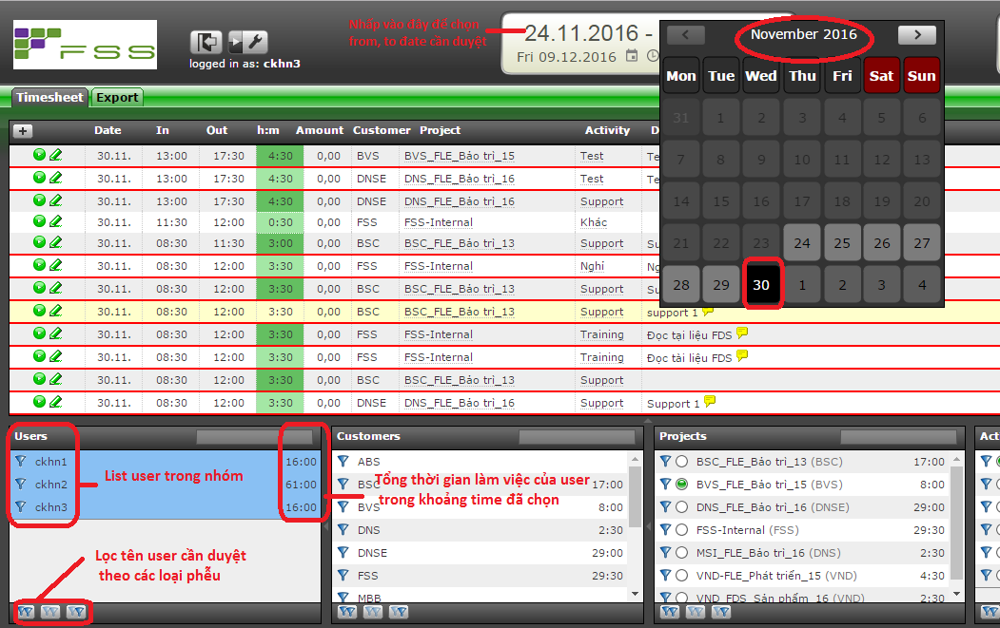 FSS
logged in as: ckhn3
Nhấp vào đây để chọn
from, to date cần duyệt
24.11.2016 -
Fri 09.12.2016
November 2016
Mon Tue Wed Thu Fri Sat Sun
31 1 2 3 4 5 6
7 8 9 10 11 12 13
14 15 16 17 18 19 20
21 22 23 24 25 26 27
28 29 30 1 2 3 4
Timesheet Export
+ Date In Out h:m Amount Customer Project Activity D
30.11. 13:00 17:30 4:30 0,00 BVS BVS_FLE_Bảo trì_15 Test Te
30.11. 13:00 17:30 4:30 0,00 DNSE DNS_FLE_Bảo trì_16 Test Te
30.11. 13:00 17:30 4:30 0,00 DNSE DNS_FLE_Bảo trì_16 Support
30.11. 11:30 12:00 0:30 0,00 FSS FSS-Internal Khác
30.11. 08:30 11:30 3:00 0,00 BSC BSC_FLE_Bảo trì_13 Support Su
30.11. 08:30 12:00 3:30 0,00 FSS FSS-Internal Nghỉ Ng
30.11. 08:30 12:00 3:30 0,00 BSC BSC_FLE_Bảo trì_13 Support Su
30.11. 08:30 12:00 3:30 0,00 BSC BSC_FLE_Bảo trì_13 Support support 1
30.11. 08:30 12:00 3:30 0,00 FSS FSS-Internal Training Đọc tại liệu FDS
30.11. 08:30 12:00 3:30 0,00 FSS FSS-Internal Training Đọc tài liệu FDS
30.11. 08:30 12:00 3:30 0,00 BSC BSC_FLE_Bảo trì_13 Support
30.11. 08:30 12:00 3:30 0,00 DNSE DNS_FLE_Bảo trì_16 Support Support 1
Users
ckhn1 16:00
ckhn2 61:00
ckhn3 16:00
List user trong nhóm
Tổng thời gian làm việc của user
trong khoảng time đã chọn
Lọc tên user cần duyệt
theo các loại phễu
Customers
ABS
BSC 17:00
BVS 8:00
DNS 2:30
DNSE 29:00
FSS 29:30
MBB
Projects
BSC_FLE_Bảo trì_13 (BSC) 17:00
BVS_FLE_Bảo trì_15 (BVS) 8:00
DNS_FLE_Bảo trì_16 (DNSE) 29:00
FSS-Internal (FSS) 29:30
MSI_FLE_Bảo trì_16 (DNS) 2:30
VND-FLE_Phát triển_15 (VND) 4:30
VND_FDS_Sản phẩm_16 (VND) 2:30
Act